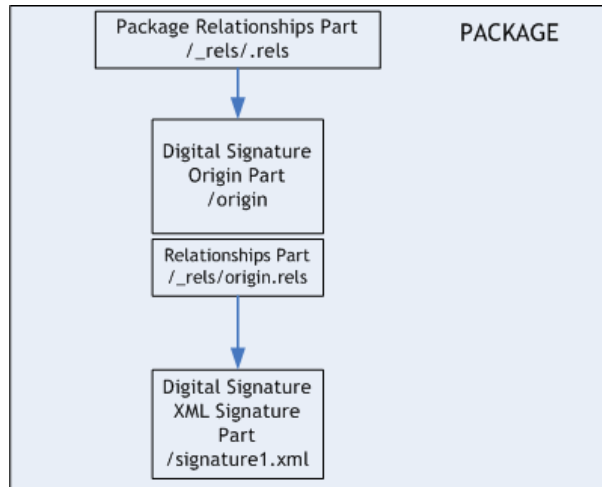 Package Relationships Part
/_rels/.rels
PACKAGE
Digital Signature
Origin Part
/origin
Relationships Part
/_rels/origin.rels
Digital Signature
XML Signature
Part
/signature1.xml